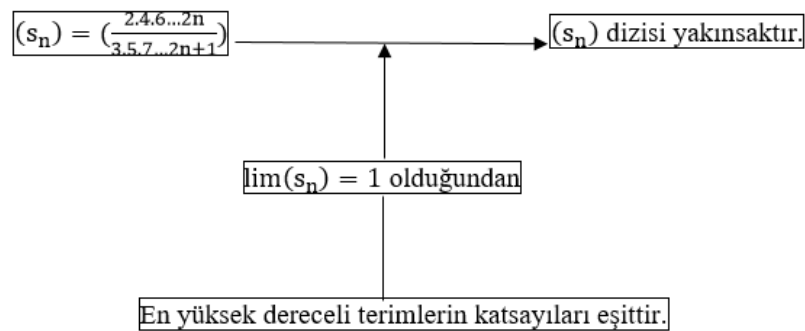 (sₙ) = (2.4.6...2n / 3.5.7...2n+1)
(sₙ) dizisi yakınsaktır.
lim(sₙ) = 1 olduğundan
En yüksek dereceli terimlerin katsayıları eşittir.